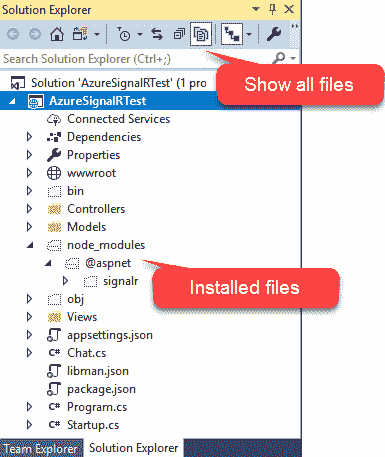 Solution Explorer
Search Solution Explorer (Ctrl+;)
Solution 'AzureSignalRTest' (1 pro
Show all files
AzureSignalRTest
Connected Services
Dependencies
Properties
wwwroot
bin
Controllers
Models
node_modules
@aspnet
signalr
Installed files
obj
Views
appsettings.json
C# Chat.cs
libman.json
package.json
C# Program.cs
C# Startup.cs
Team Explorer Solution Explorer